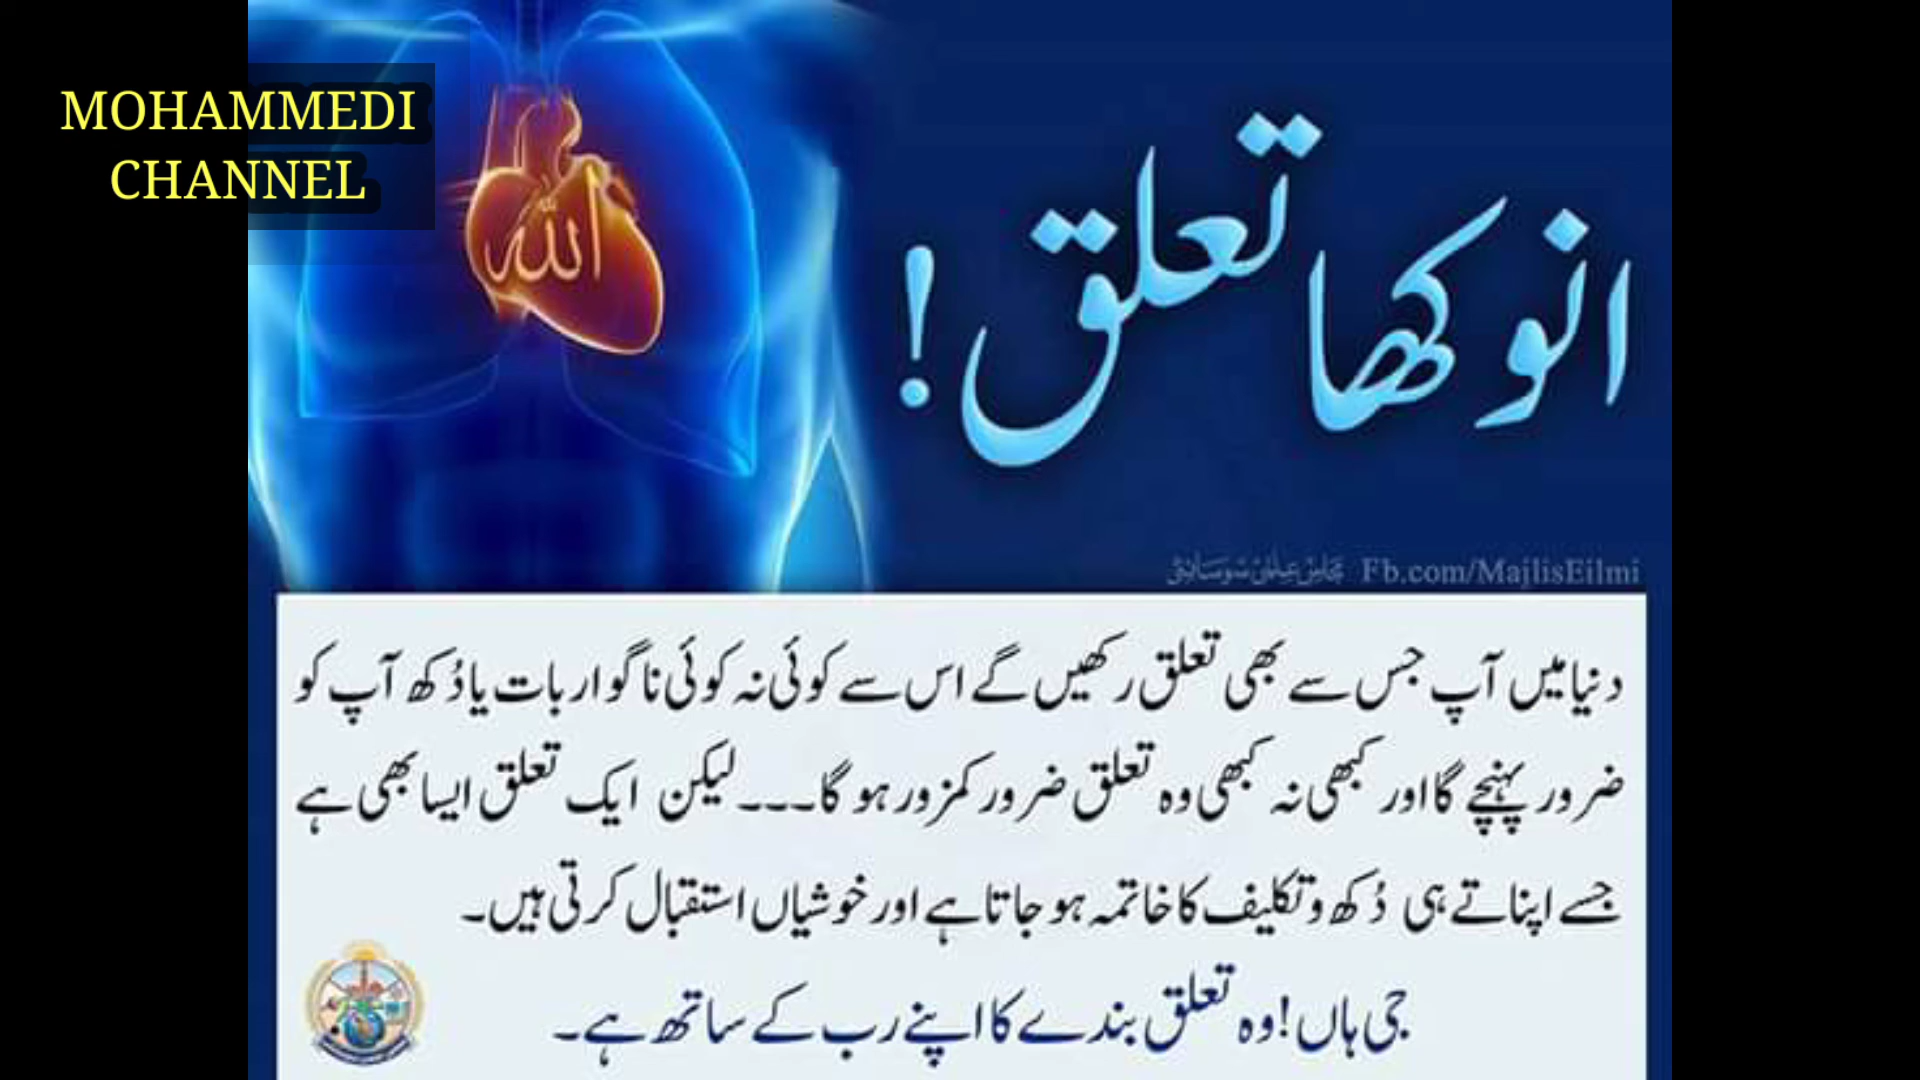 MOHAMMEDI
CHANNEL
الله
انوکھا تعلق!
Fb.com/MajlisEilmi
دنیا میں آپ جس سے بھی تعلق رکھیں گے اس سے کوئی نہ کوئی ناگوار بات یا دُکھ آپ کو
ضرور پہنچے گا اور کبھی نہ کبھی وہ تعلق ضرور کمزور ہو گا۔۔۔ لیکن ایک تعلق ایسا بھی ہے
جسے اپناتے ہی دُکھ و تکلیف کا خاتمہ ہو جاتا ہے اور خوشیاں استقبال کرتی ہیں۔
جی ہاں! وہ تعلق بندے کا اپنے رب کے ساتھ ہے۔